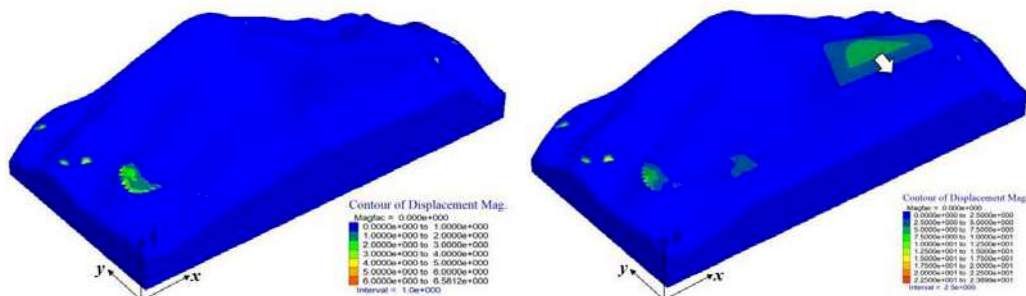 Contour of Displacement Mag.
Magfac = 0.000e+000
0.0000e+000 to 1.0000e+000
1.0000e+000 to 2.0000e+000
2.0000e+000 to 3.0000e+000
3.0000e+000 to 4.0000e+000
4.0000e+000 to 5.0000e+000
5.0000e+000 to 6.0000e+000
6.0000e+000 to 6.5812e+000
Interval = 1.0e+000
y
x
Contour of Displacement Mag.
Magfac = 0.000e+000
0.0000e+000 to 2.5000e+000
2.5000e+000 to 5.0000e+000
5.0000e+000 to 7.5000e+000
7.5000e+000 to 1.0000e+001
1.0000e+001 to 1.2500e+001
1.2500e+001 to 1.5000e+001
1.5000e+001 to 1.7500e+001
1.7500e+001 to 2.0000e+001
2.0000e+001 to 2.2500e+001
2.2500e+001 to
Interval = 2.5e+000
y
x